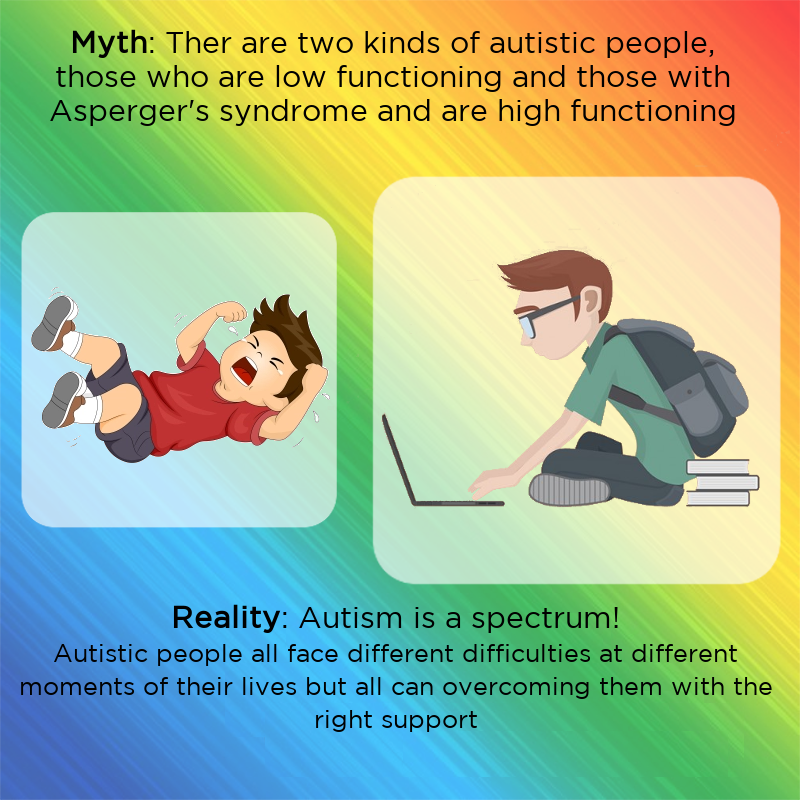 Myth: Ther are two kinds of autistic people,
those who are low functioning and those with
Asperger's syndrome and are high functioning
Reality: Autism is a spectrum!
Autistic people all face different difficulties at different
moments of their lives but all can overcoming them with the
right support